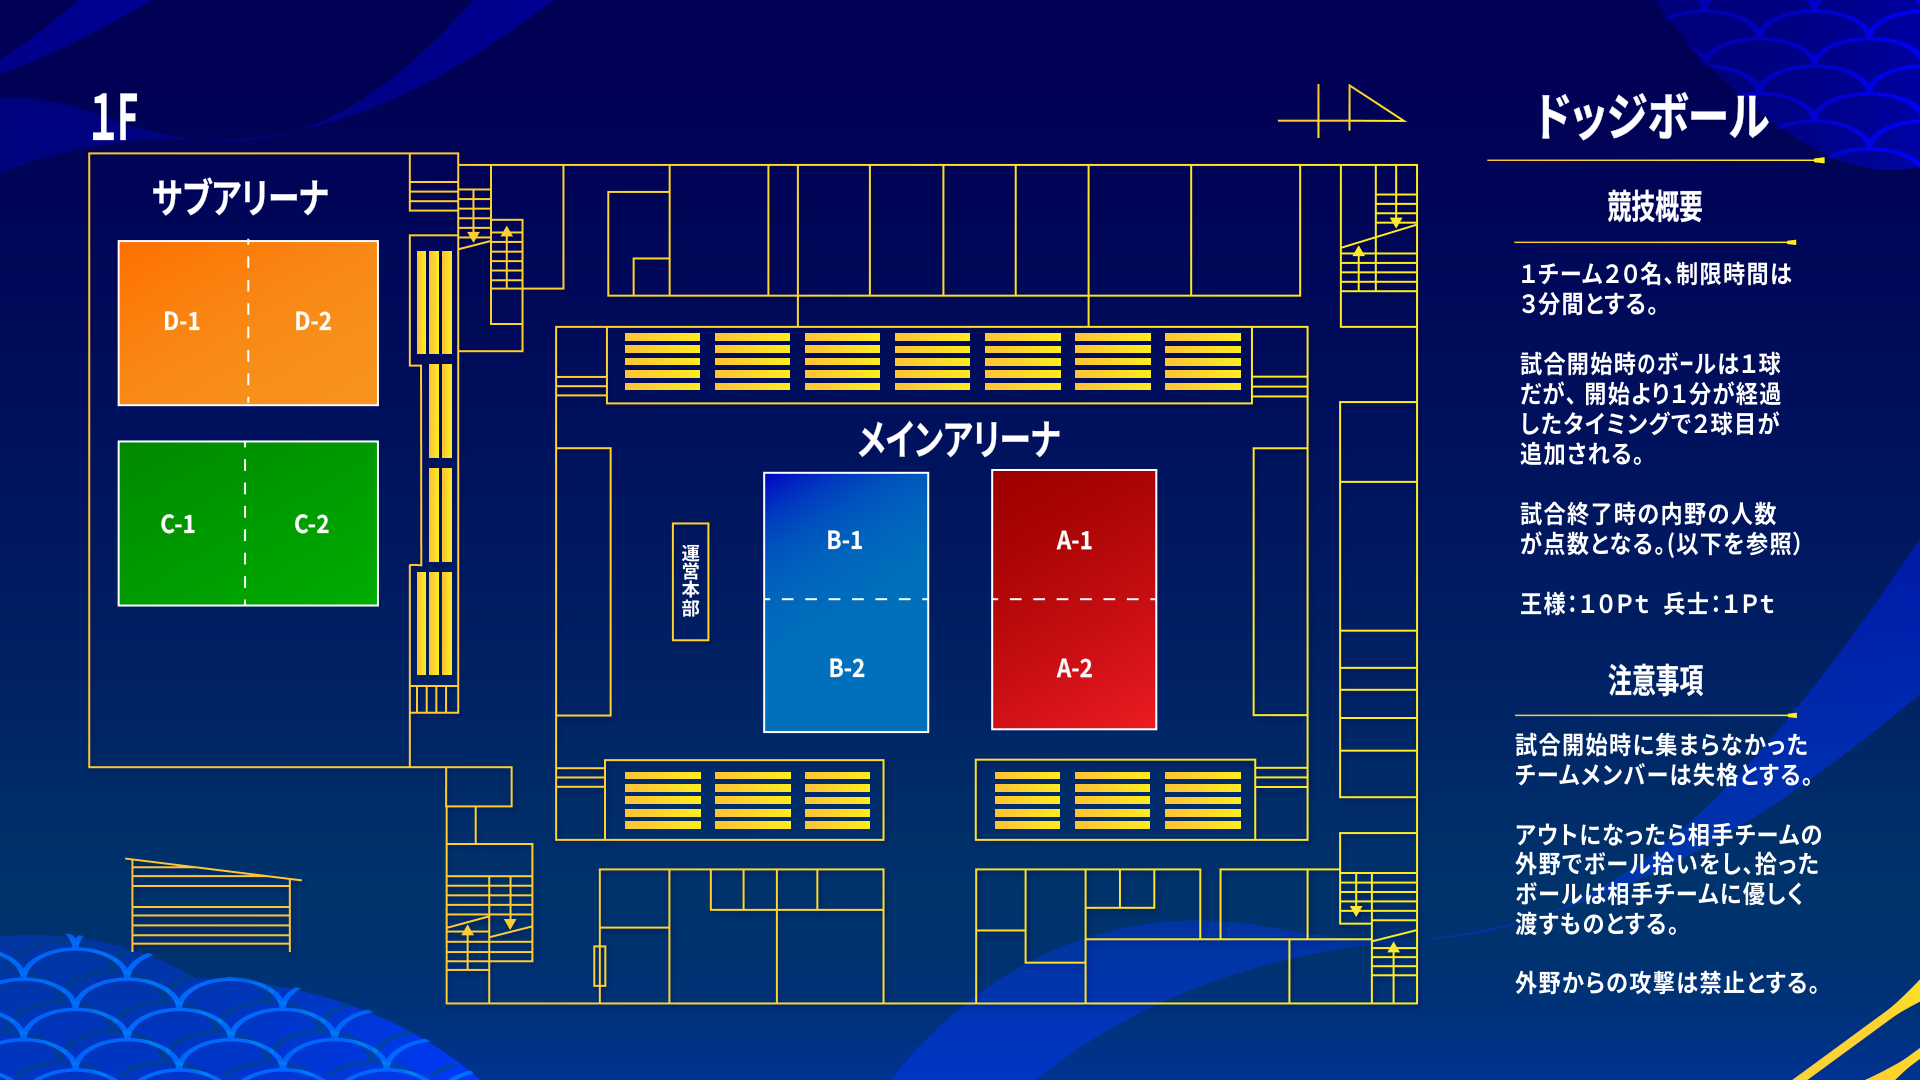 1F
サブアリーナ
D-1
D-2
C-1
C-2
メインアリーナ
運営本部
B-1
A-1
B-2
A-2
ドッジボール
競技概要
1チーム20名、制限時間は
3分間とする。
試合開始時のボールは1球
だが、開始より1分が経過
したタイミングで2球目が
追加される。
試合終了時の内野の人数
が点数となる。(以下を参照)
王様:10Pt 兵士:1Pt
注意事項
試合開始時に集まらなかった
チームメンバーは失格とする。
アウトになったら相手チームの
外野でボール拾いをし、拾った
ボールは相手チームに優しく
渡すものとする。
外野からの攻撃は禁止とする。